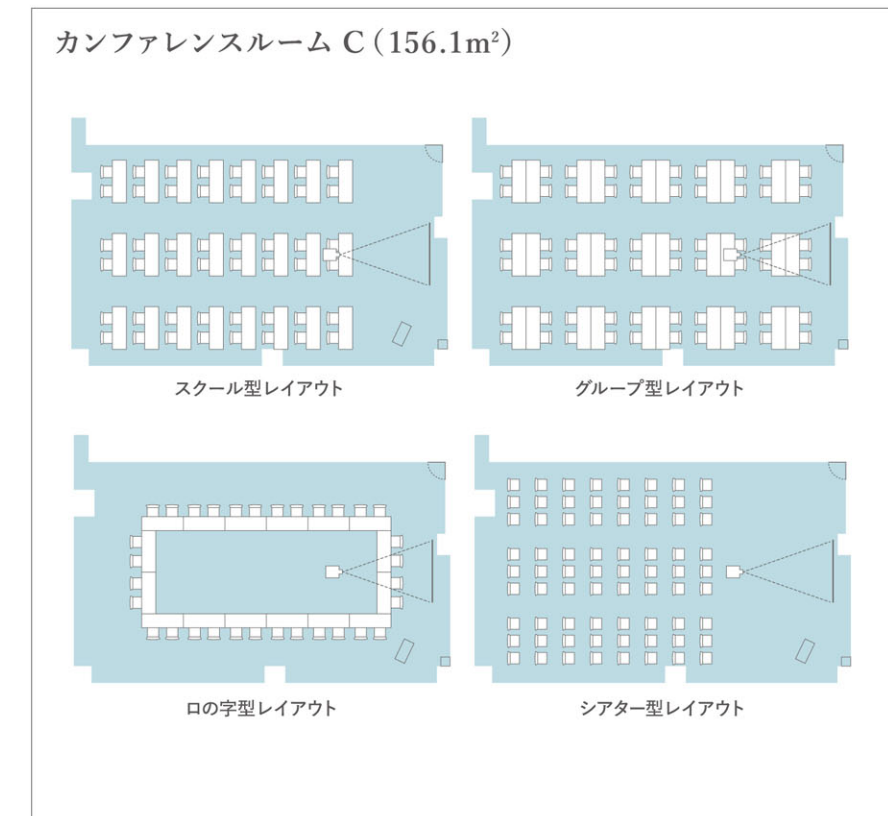 カンファレンスルーム C（156.1m²）
スクール型レイアウト
グループ型レイアウト
ロの字型レイアウト
シアター型レイアウト